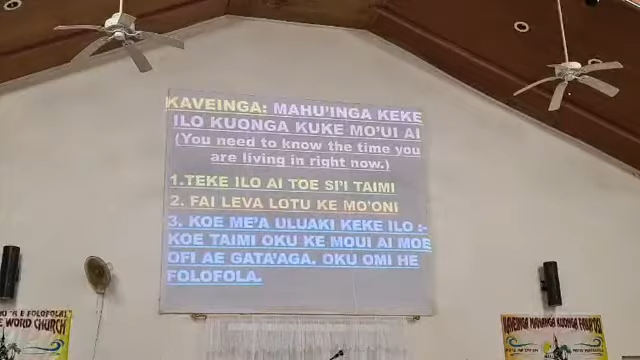 KAVEINGA: MAHU'INGA KEKE
ILO KUONGA KUKE MO'UI AI
(You need to know the time you
are living in right now.)
1.TEKE ILO AI TOE SI'I TAIMI
2. FAI LEVA LOTU KE MO'ONI
3. KOE ME'A ULUAKI KEKE ILO :-
KOE TAIMI OKU KE MOUI AI MOE
OFI AE GATA'AGA. OKU OMI HE
FOLOFOLA.
WORD CHURCH